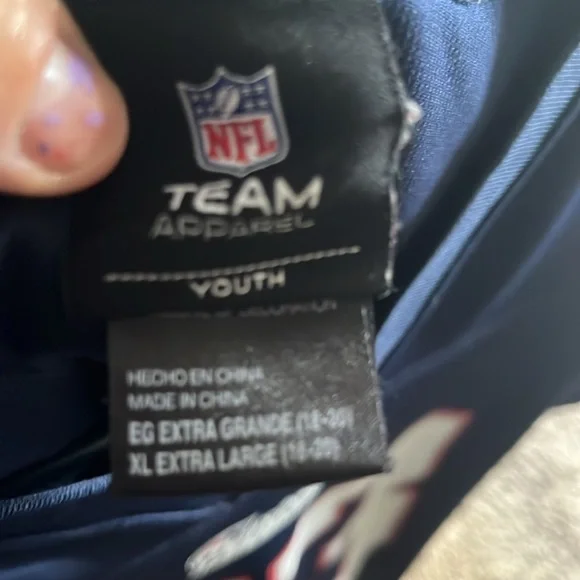 NFL
TEAM
APPAREL
YOUTH
HECHO EN CHINA
MADE IN CHINA
EG EXTRA GRANDE (18-20)
XL EXTRA LARGE (18-20)